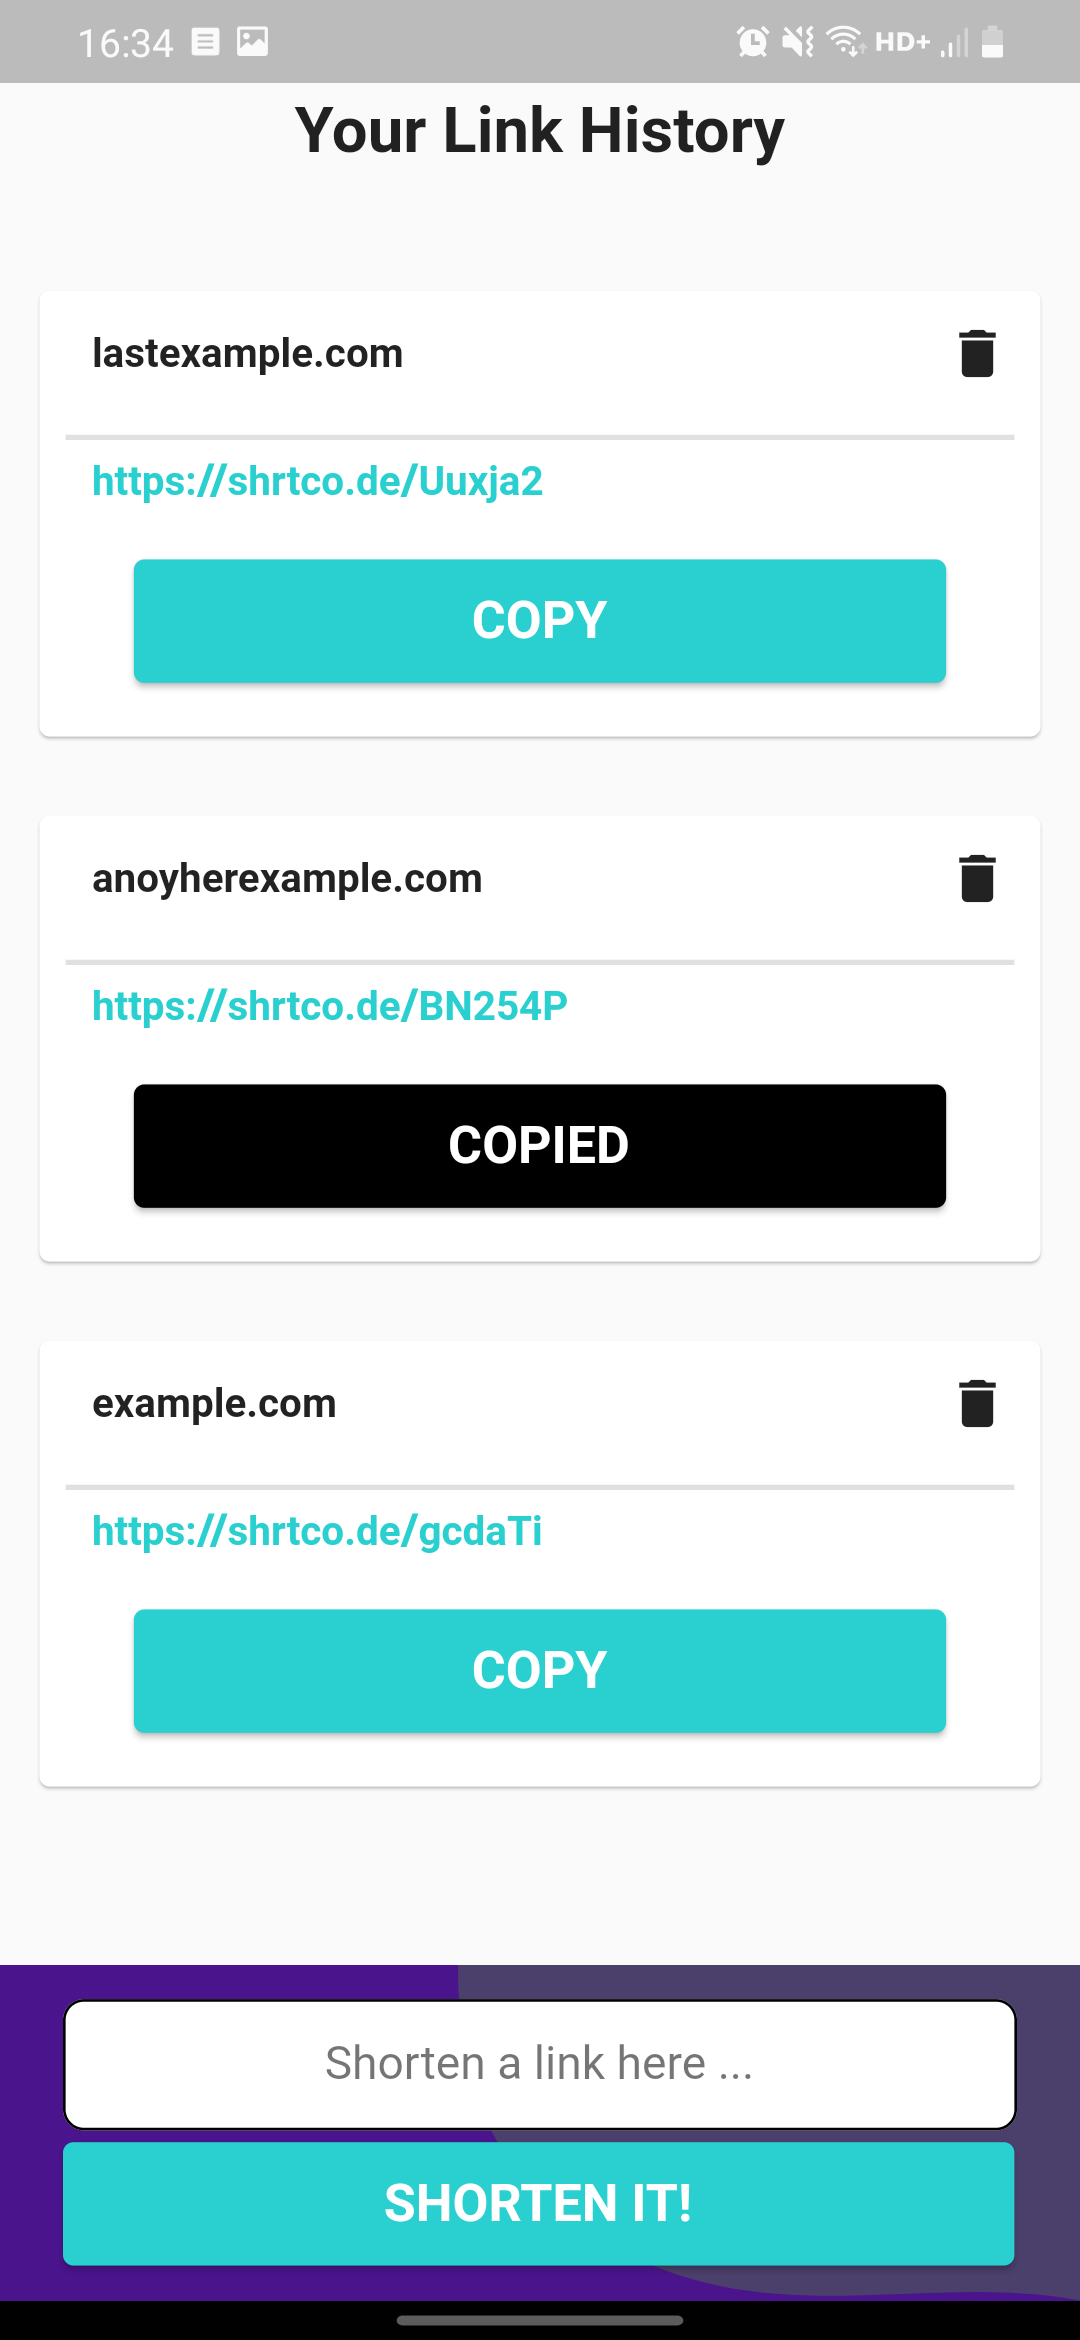 16:34 HD+
Your Link History
lastexample.com
https://shrtco.de/Uuxja2
COPY
anoyherexample.com
https://shrtco.de/BN254P
COPIED
example.com
https://shrtco.de/gcdaTi
COPY
Shorten a link here ...
SHORTEN IT!